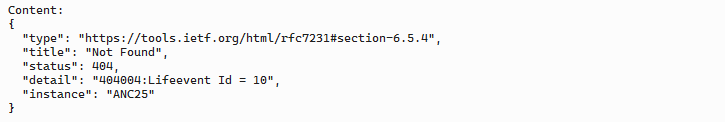 Content:
{
  "type": "https://tools.ietf.org/html/rfc7231#section-6.5.4",
  "title": "Not Found",
  "status": 404,
  "detail": "404004:Lifeevent Id = 10",
  "instance": "ANC25"
}